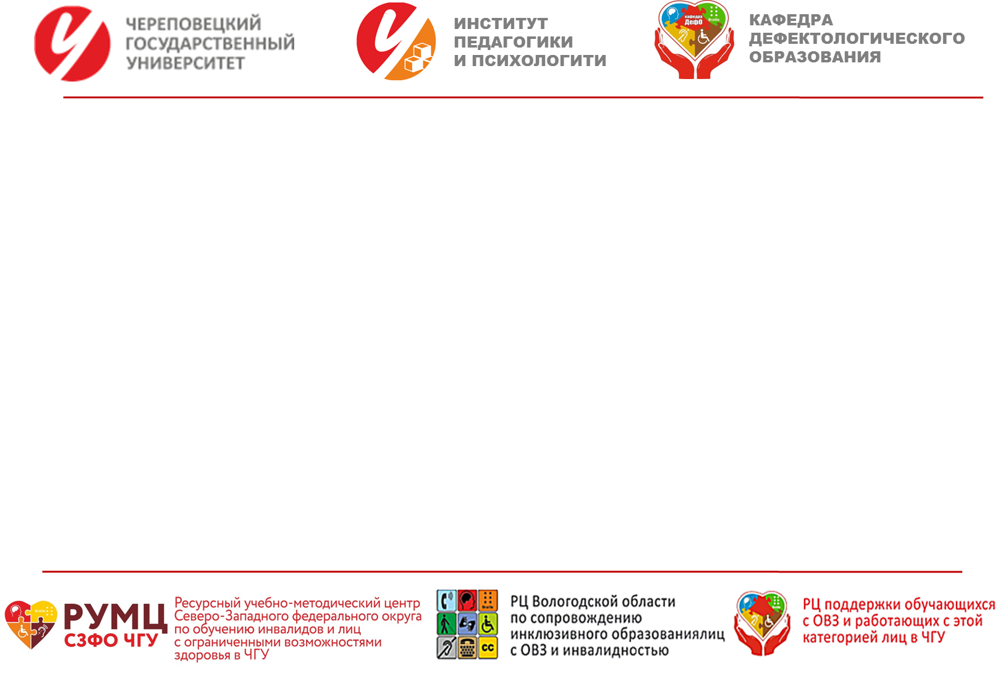 ЧЕРЕПОВЕЦКИЙ
ГОСУДАРСТВЕННЫЙ
УНИВЕРСИТЕТ
ИНСТИТУТ
ПЕДАГОГИКИ
И ПСИХОЛОГИТИ
кафедра
ДефО
Braille
КАФЕДРА
ДЕФЕКТОЛОГИЧЕСКОГО
ОБРАЗОВАНИЯ
Braille
РУМЦ
СЗФО ЧГУ
Ресурсный учебно-методический центр
Северо-Западного федерального округа
по обучению инвалидов и лиц
с ограниченными возможностями
здоровья в ЧГУ
Braille
CC
РЦ Вологодской области
по сопровождению
инклюзивного образованиялиц
с ОВЗ и инвалидностью
РЦ поддержки обучающихся
с ОВЗ и работающих с этой
категорией лиц в ЧГУ